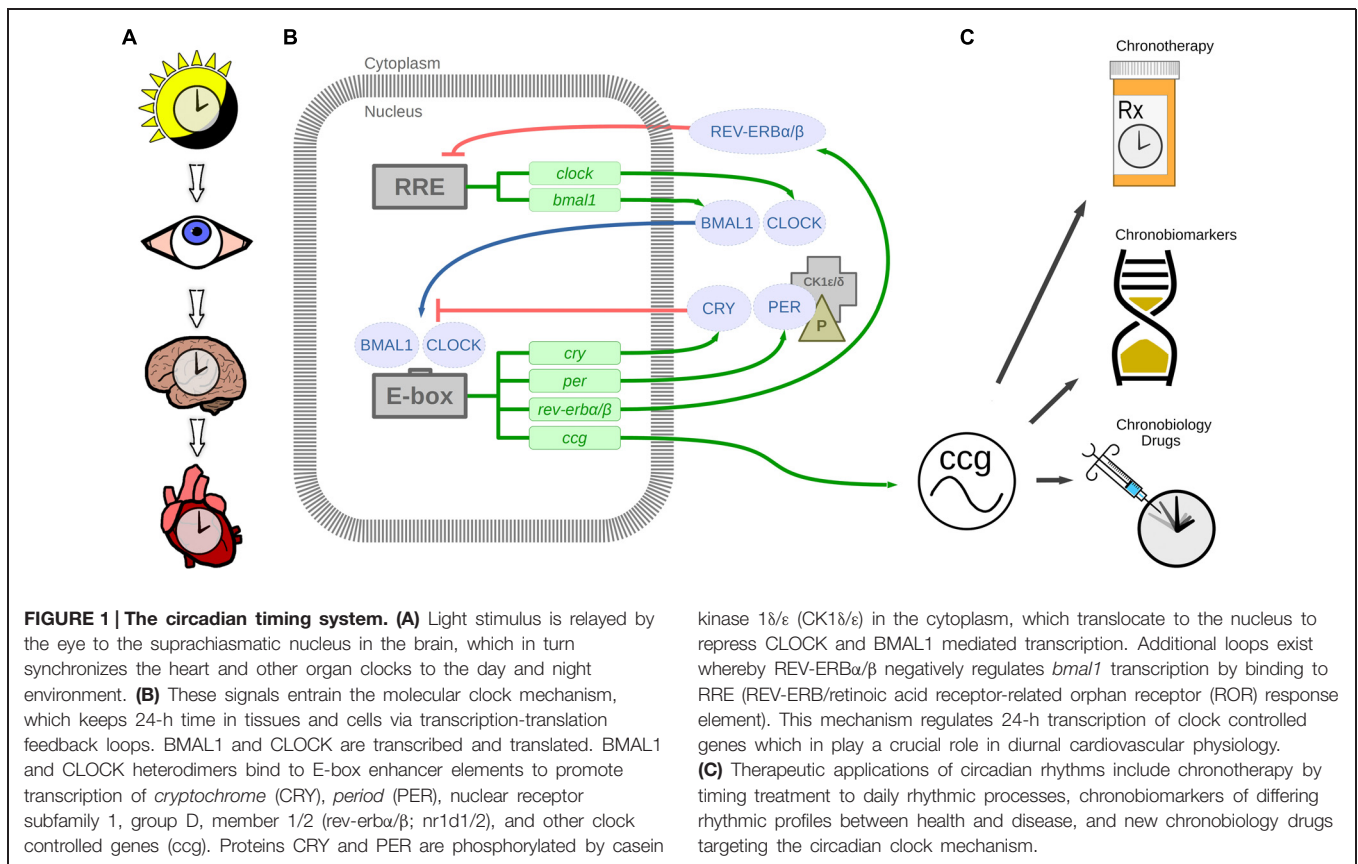 A
B
C
Cytoplasm
Nucleus
REV-ERBα/β
RRE
clock
bmal1
BMAL1
CLOCK
CK1ε/δ
CRY
PER
P
BMAL1
CLOCK
E-box
cry
per
rev-erbα/β
ccg
Chronotherapy
Rx
Chronobiomarkers
Chronobiology
Drugs
ccg
FIGURE 1 | The circadian timing system. (A) Light stimulus is relayed by
the eye to the suprachiasmatic nucleus in the brain, which in turn
synchronizes the heart and other organ clocks to the day and night
environment. (B) These signals entrain the molecular clock mechanism,
which keeps 24-h time in tissues and cells via transcription-translation
feedback loops. BMAL1 and CLOCK are transcribed and translated. BMAL1
and CLOCK heterodimers bind to E-box enhancer elements to promote
transcription of cryptochrome (CRY), period (PER), nuclear receptor
subfamily 1, group D, member 1/2 (rev-erbα/β; nr1d1/2), and other clock
controlled genes (ccg). Proteins CRY and PER are phosphorylated by casein
kinase 1δ/ε (CK1δ/ε) in the cytoplasm, which translocate to the nucleus to
repress CLOCK and BMAL1 mediated transcription. Additional loops exist
whereby REV-ERBα/β negatively regulates bmal1 transcription by binding to
RRE (REV-ERB/retinoic acid receptor-related orphan receptor (ROR) response
element). This mechanism regulates 24-h transcription of clock controlled
genes which in play a crucial role in diurnal cardiovascular physiology.
(C) Therapeutic applications of circadian rhythms include chronotherapy by
timing treatment to daily rhythmic processes, chronobiomarkers of differing
rhythmic profiles between health and disease, and new chronobiology drugs
targeting the circadian clock mechanism.